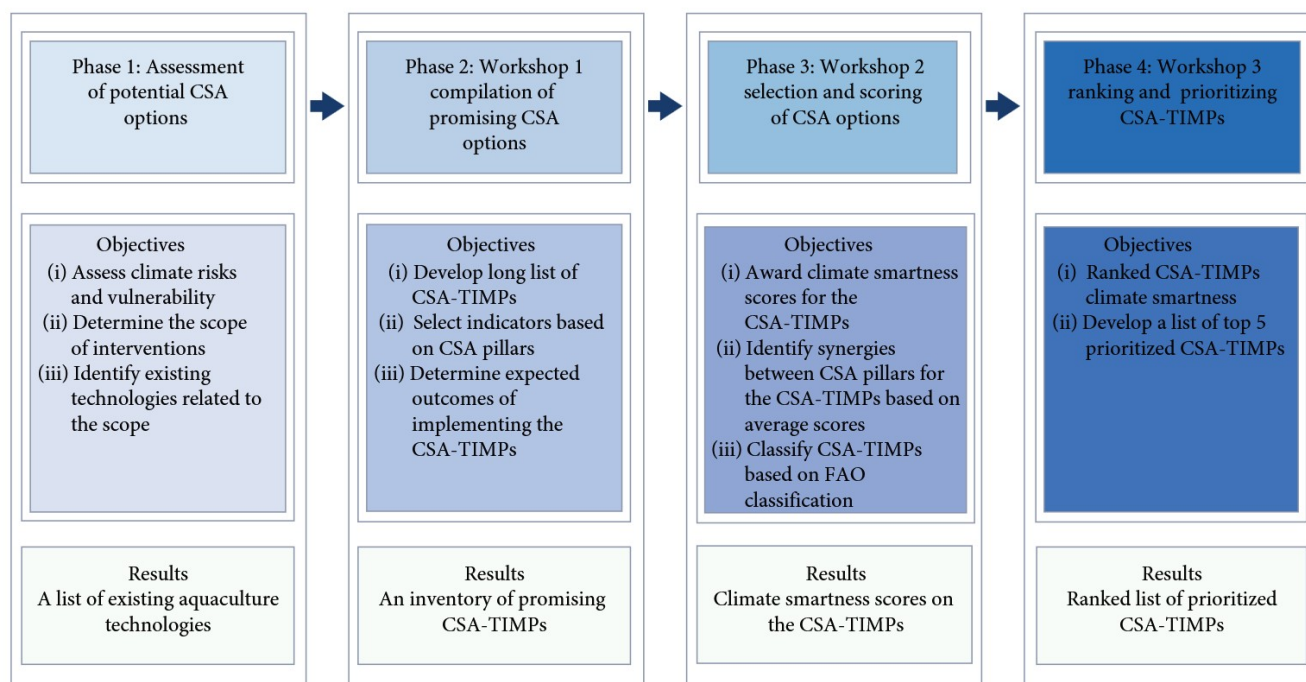 Phase 1: Assessment
of potential CSA
options
Phase 2: Workshop 1
compilation of
promising CSA
options
Phase 3: Workshop 2
selection and scoring
of CSA options
Phase 4: Workshop 3
ranking and prioritizing
CSA-TIMPs
Objectives
(i) Assess climate risks
and vulnerability
(ii) Determine the scope
of interventions
(iii) Identify existing
technologies related to
the scope
Objectives
(i) Develop long list of
CSA-TIMPs
(ii) Select indicators based
on CSA pillars
(iii) Determine expected
outcomes of
implementing the
CSA-TIMPs
Objectives
(i) Award climate smartness
scores for the
CSA-TIMPs
(ii) Identify synergies
between CSA pillars for
the CSA-TIMPs based on
average scores
(iii) Classify CSA-TIMPs
based on FAO
classification
Objectives
(i) Ranked CSA-TIMPs
climate smartness
(ii) Develop a list of top 5
prioritized CSA-TIMPs
Results
A list of existing aquaculture
technologies
Results
An inventory of promising
CSA-TIMPs
Results
Climate smartness scores on
the CSA-TIMPs
Results
Ranked list of prioritized
CSA-TIMPs